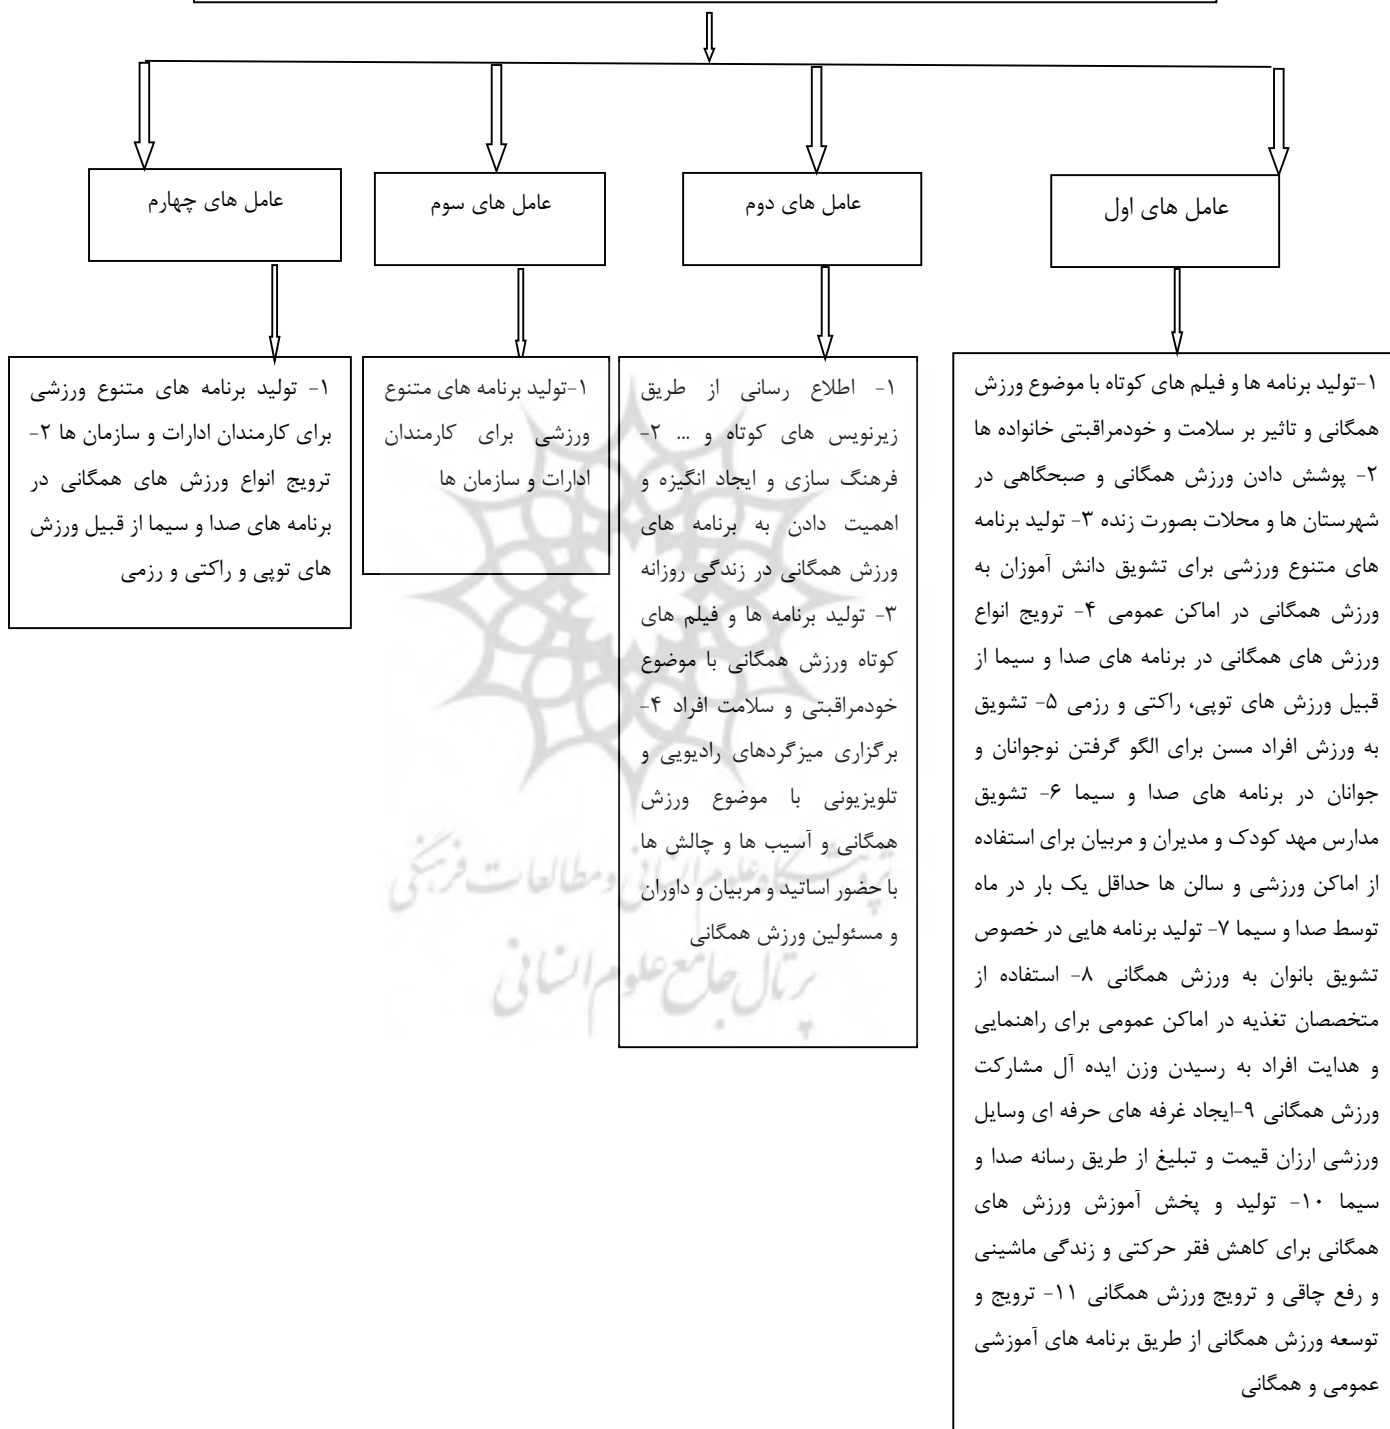 عامل های اول
عامل های دوم
عامل های سوم
عامل های چهارم
۱-تولید برنامه ها و فیلم های کوتاه با موضوع ورزش
همگانی و تاثیر بر سلامت و خودمراقبتی خانواده ها
۲- پوشش دادن ورزش همگانی و صبحگاهی در
شهرستان ها و محلات بصورت زنده ۳- تولید برنامه
های متنوع ورزشی برای تشویق دانش آموزان به
ورزش همگانی در اماکن عمومی ۴- ترویج انواع
ورزش های همگانی در برنامه های صدا و سیما از
قبیل ورزش های توپی، راکتی و رزمی ۵- تشویق
به ورزش افراد مسن برای الگو گرفتن نوجوانان و
جوانان در برنامه های صدا و سیما ۶- تشویق
مدارس مهد کودک و مدیران و مربیان برای استفاده
از اماکن ورزشی و سالن ها حداقل یک بار در ماه
توسط صدا و سیما ۷- تولید برنامه هایی در خصوص
تشویق بانوان به ورزش همگانی ۸- استفاده از
متخصصان تغذیه در اماکن عمومی برای راهنمایی
و هدایت افراد به رسیدن وزن ایده آل مشارکت
ورزش همگانی ۹-ایجاد غرفه های حرفه ای وسایل
ورزشی ارزان قیمت و تبلیغ از طریق رسانه صدا و
سیما ۱۰- تولید و پخش آموزش ورزش های
همگانی برای کاهش فقر حرکتی و زندگی ماشینی
و رفع چاقی و ترویج ورزش همگانی ۱۱- ترویج و
توسعه ورزش همگانی از طریق برنامه های آموزشی
عمومی و همگانی
۱- اطلاع رسانی از طریق
زیرنویس های کوتاه و ... ۲-
فرهنگ سازی و ایجاد انگیزه و
اهمیت دادن به برنامه های
ورزش همگانی در زندگی روزانه
۳- تولید برنامه ها و فیلم های
کوتاه ورزش همگانی با موضوع
خودمراقبتی و سلامت افراد ۴-
برگزاری میزگردهای رادیویی و
تلویزیونی با موضوع ورزش
همگانی و آسیب ها و چالش ها
با حضور اساتید و مربیان و داوران
و مسئولین ورزش همگانی
۱-تولید برنامه های متنوع
ورزشی برای کارمندان
ادارات و سازمان ها
۱- تولید برنامه های متنوع ورزشی
برای کارمندان ادارات و سازمان ها ۲-
ترویج انواع ورزش های همگانی در
برنامه های صدا و سیما از قبیل ورزش
های توپی و راکتی و رزمی
پژوهشگاه علوم انسانی و مطالعات فرهنگی
پرتال جامع علوم انسانی